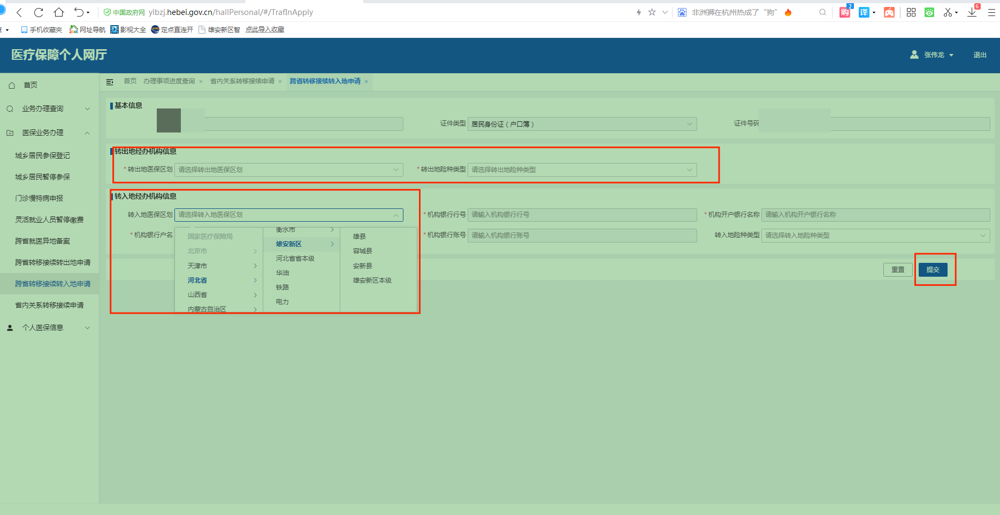 中国政府网 ylbzj.hebei.gov.cn/hallPersonal/#/TrafInApply
非洲狮在杭州热成了“狗”
购 2 译 6
手机收藏夹 网址导航 影视大全 定点直连开 雄安新区智 点此导入收藏
医疗保障个人网厅
张伟龙 退出
首页 办理事项进度查询 × 省内关系转移接续申请 × 跨省转移接续转入地申请 ×
首页
业务办理查询
医保业务办理
城乡居民参保登记
城乡居民暂停参保
门诊慢特病申报
灵活就业人员暂停缴费
跨省就医异地备案
跨省转移接续转出地申请
跨省转移接续转入地申请
省内关系转移接续申请
个人医保信息
基本信息
证件类型 居民身份证（户口簿） 证件号码
转出地经办机构信息
* 转出地医保区划 请选择转出地医保区划 * 转出地险种类型 请选择转出地险种类型
转入地经办机构信息
转入地医保区划 请选择转入地医保区划 * 机构银行行号 请输入机构银行行号 * 机构开户银行名称 请输入机构开户银行名称
* 机构银行户名 * 机构银行账号 请输入机构银行账号 转入地险种类型 请选择转入地险种类型
国家医疗保障局
北京市
天津市
河北省
山西省
内蒙古自治区
衡水市
雄安新区
河北省省本级
华油
铁路
电力
雄县
容城县
安新县
雄安新区本级
重置 提交